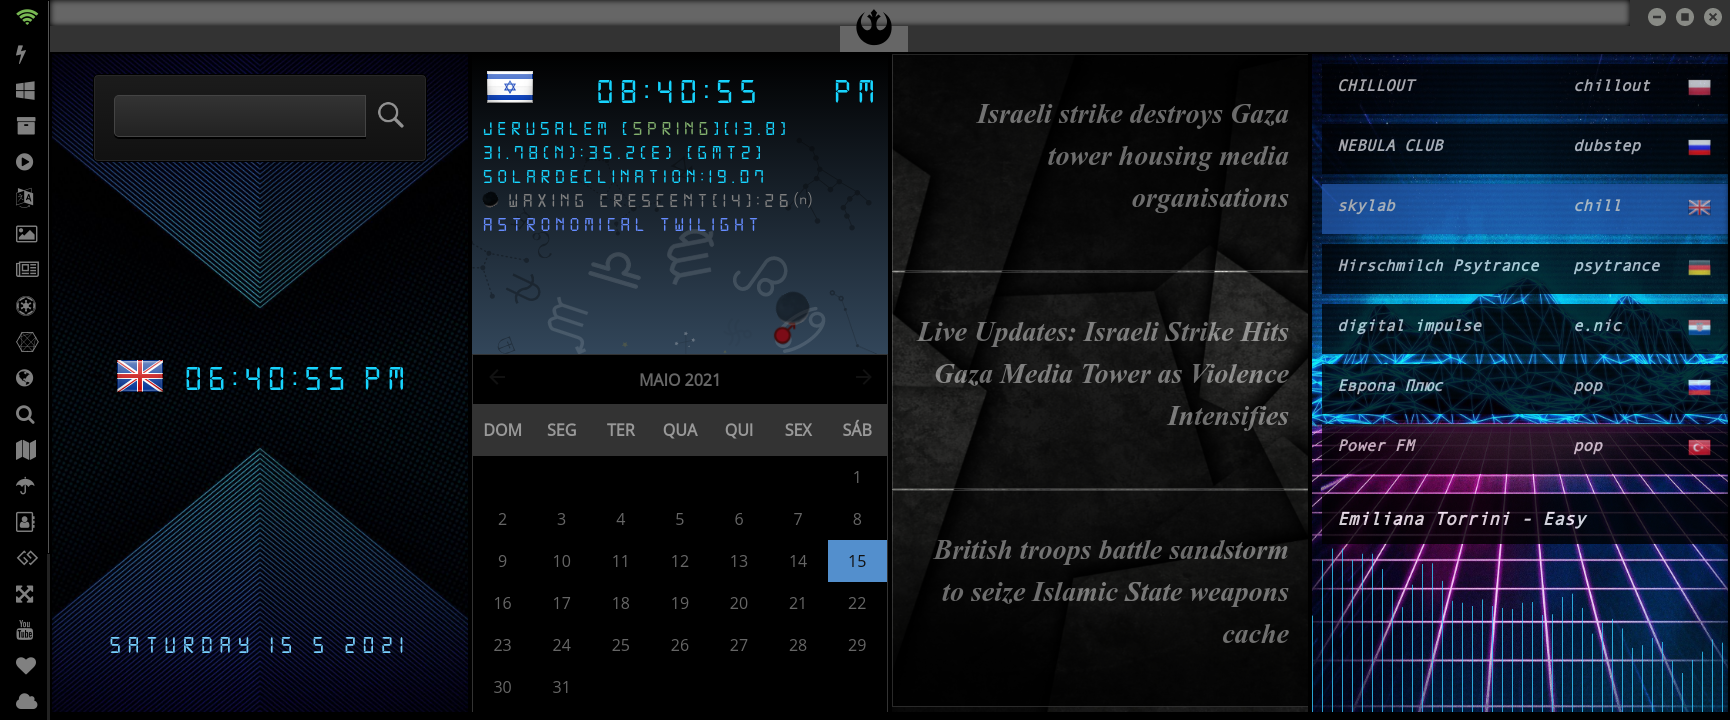 06:40:55 PM
SATURDAY 15 5 2021
08:40:55 PM
JERUSALEM [SPRING][13.8]
31.78(N):35.2(E) [GMT2]
SOLARDECLINATION:19.07
WAXING CRESCENT[14]:26(n)
ASTRONOMICAL TWILIGHT
MAIO 2021
DOM SEG TER QUA QUI SEX SÁB
1
2 3 4 5 6 7 8
9 10 11 12 13 14 15
16 17 18 19 20 21 22
23 24 25 26 27 28 29
30 31
Israeli strike destroys Gaza
tower housing media
organisations
Live Updates: Israeli Strike Hits
Gaza Media Tower as Violence
Intensifies
British troops battle sandstorm
to seize Islamic State weapons
cache
CHILLOUT chillout
NEBULA CLUB dubstep
skylab chill
Hirschmilch Psytrance psytrance
digital impulse e.nic
Европа Плюс pop
Power FM pop
Emiliana Torrini - Easy
You
Tube